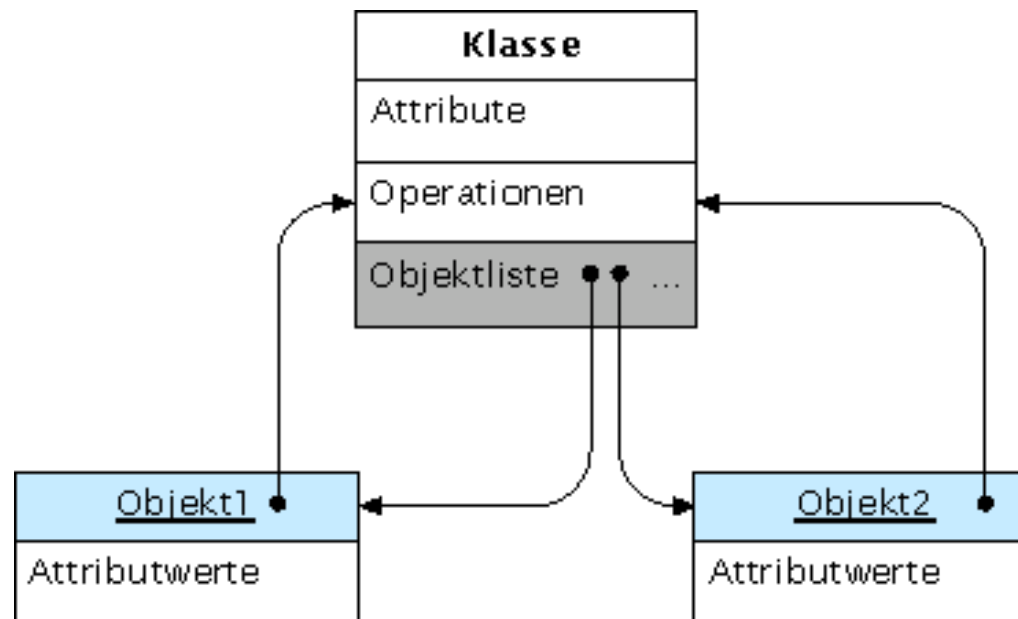 Klasse
Attribute
Operationen
Objektliste ...
Objekt1
Attributwerte
Objekt2
Attributwerte